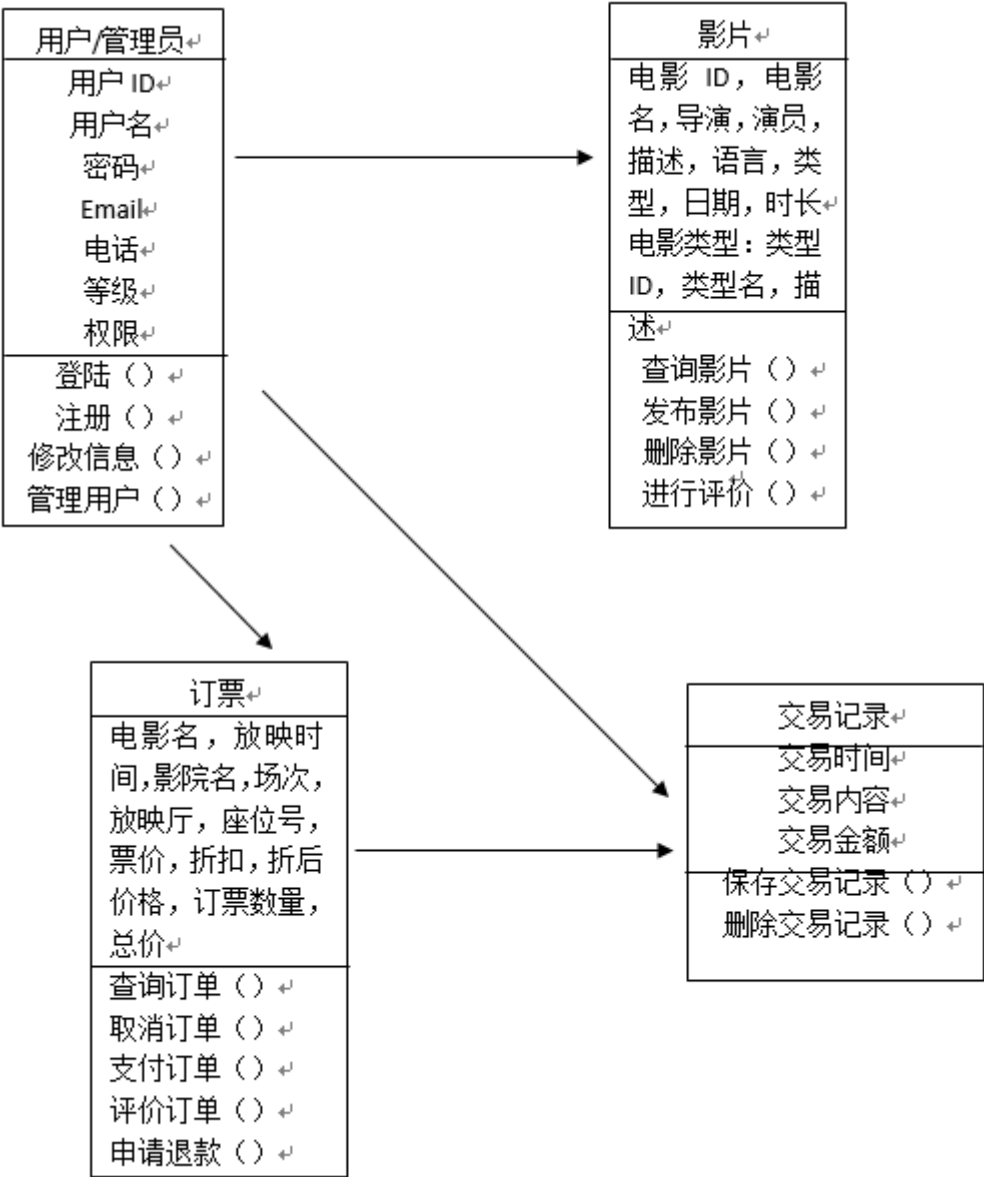 用户/管理员
用户 ID
用户名
密码
Email
电话
等级
权限
登陆（）
注册（）
修改信息（）
管理用户（）
影片
电影 ID，电影
名，导演，演员，
描述，语言，类
型，日期，时长
电影类型：类型
ID，类型名，描
述
查询影片（）
发布影片（）
删除影片（）
进行评价（）
订票
电影名，放映时
间，影院名，场次，
放映厅，座位号，
票价，折扣，折后
价格，订票数量，
总价
查询订单（）
取消订单（）
支付订单（）
评价订单（）
申请退款（）
交易记录
交易时间
交易内容
交易金额
保存交易记录（）
删除交易记录（）